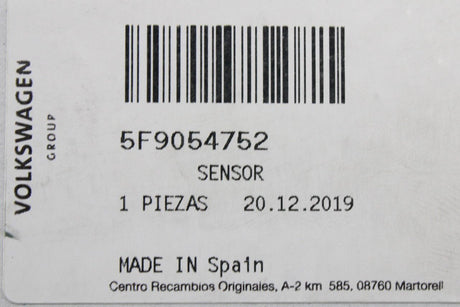 VOLKSWAGEN
GROUP
5F9054752
SENSOR
1 PIEZAS 20.12.2019
MADE IN Spain
Centro Recambios Originales, A-2 km 585, 08760 Martorell